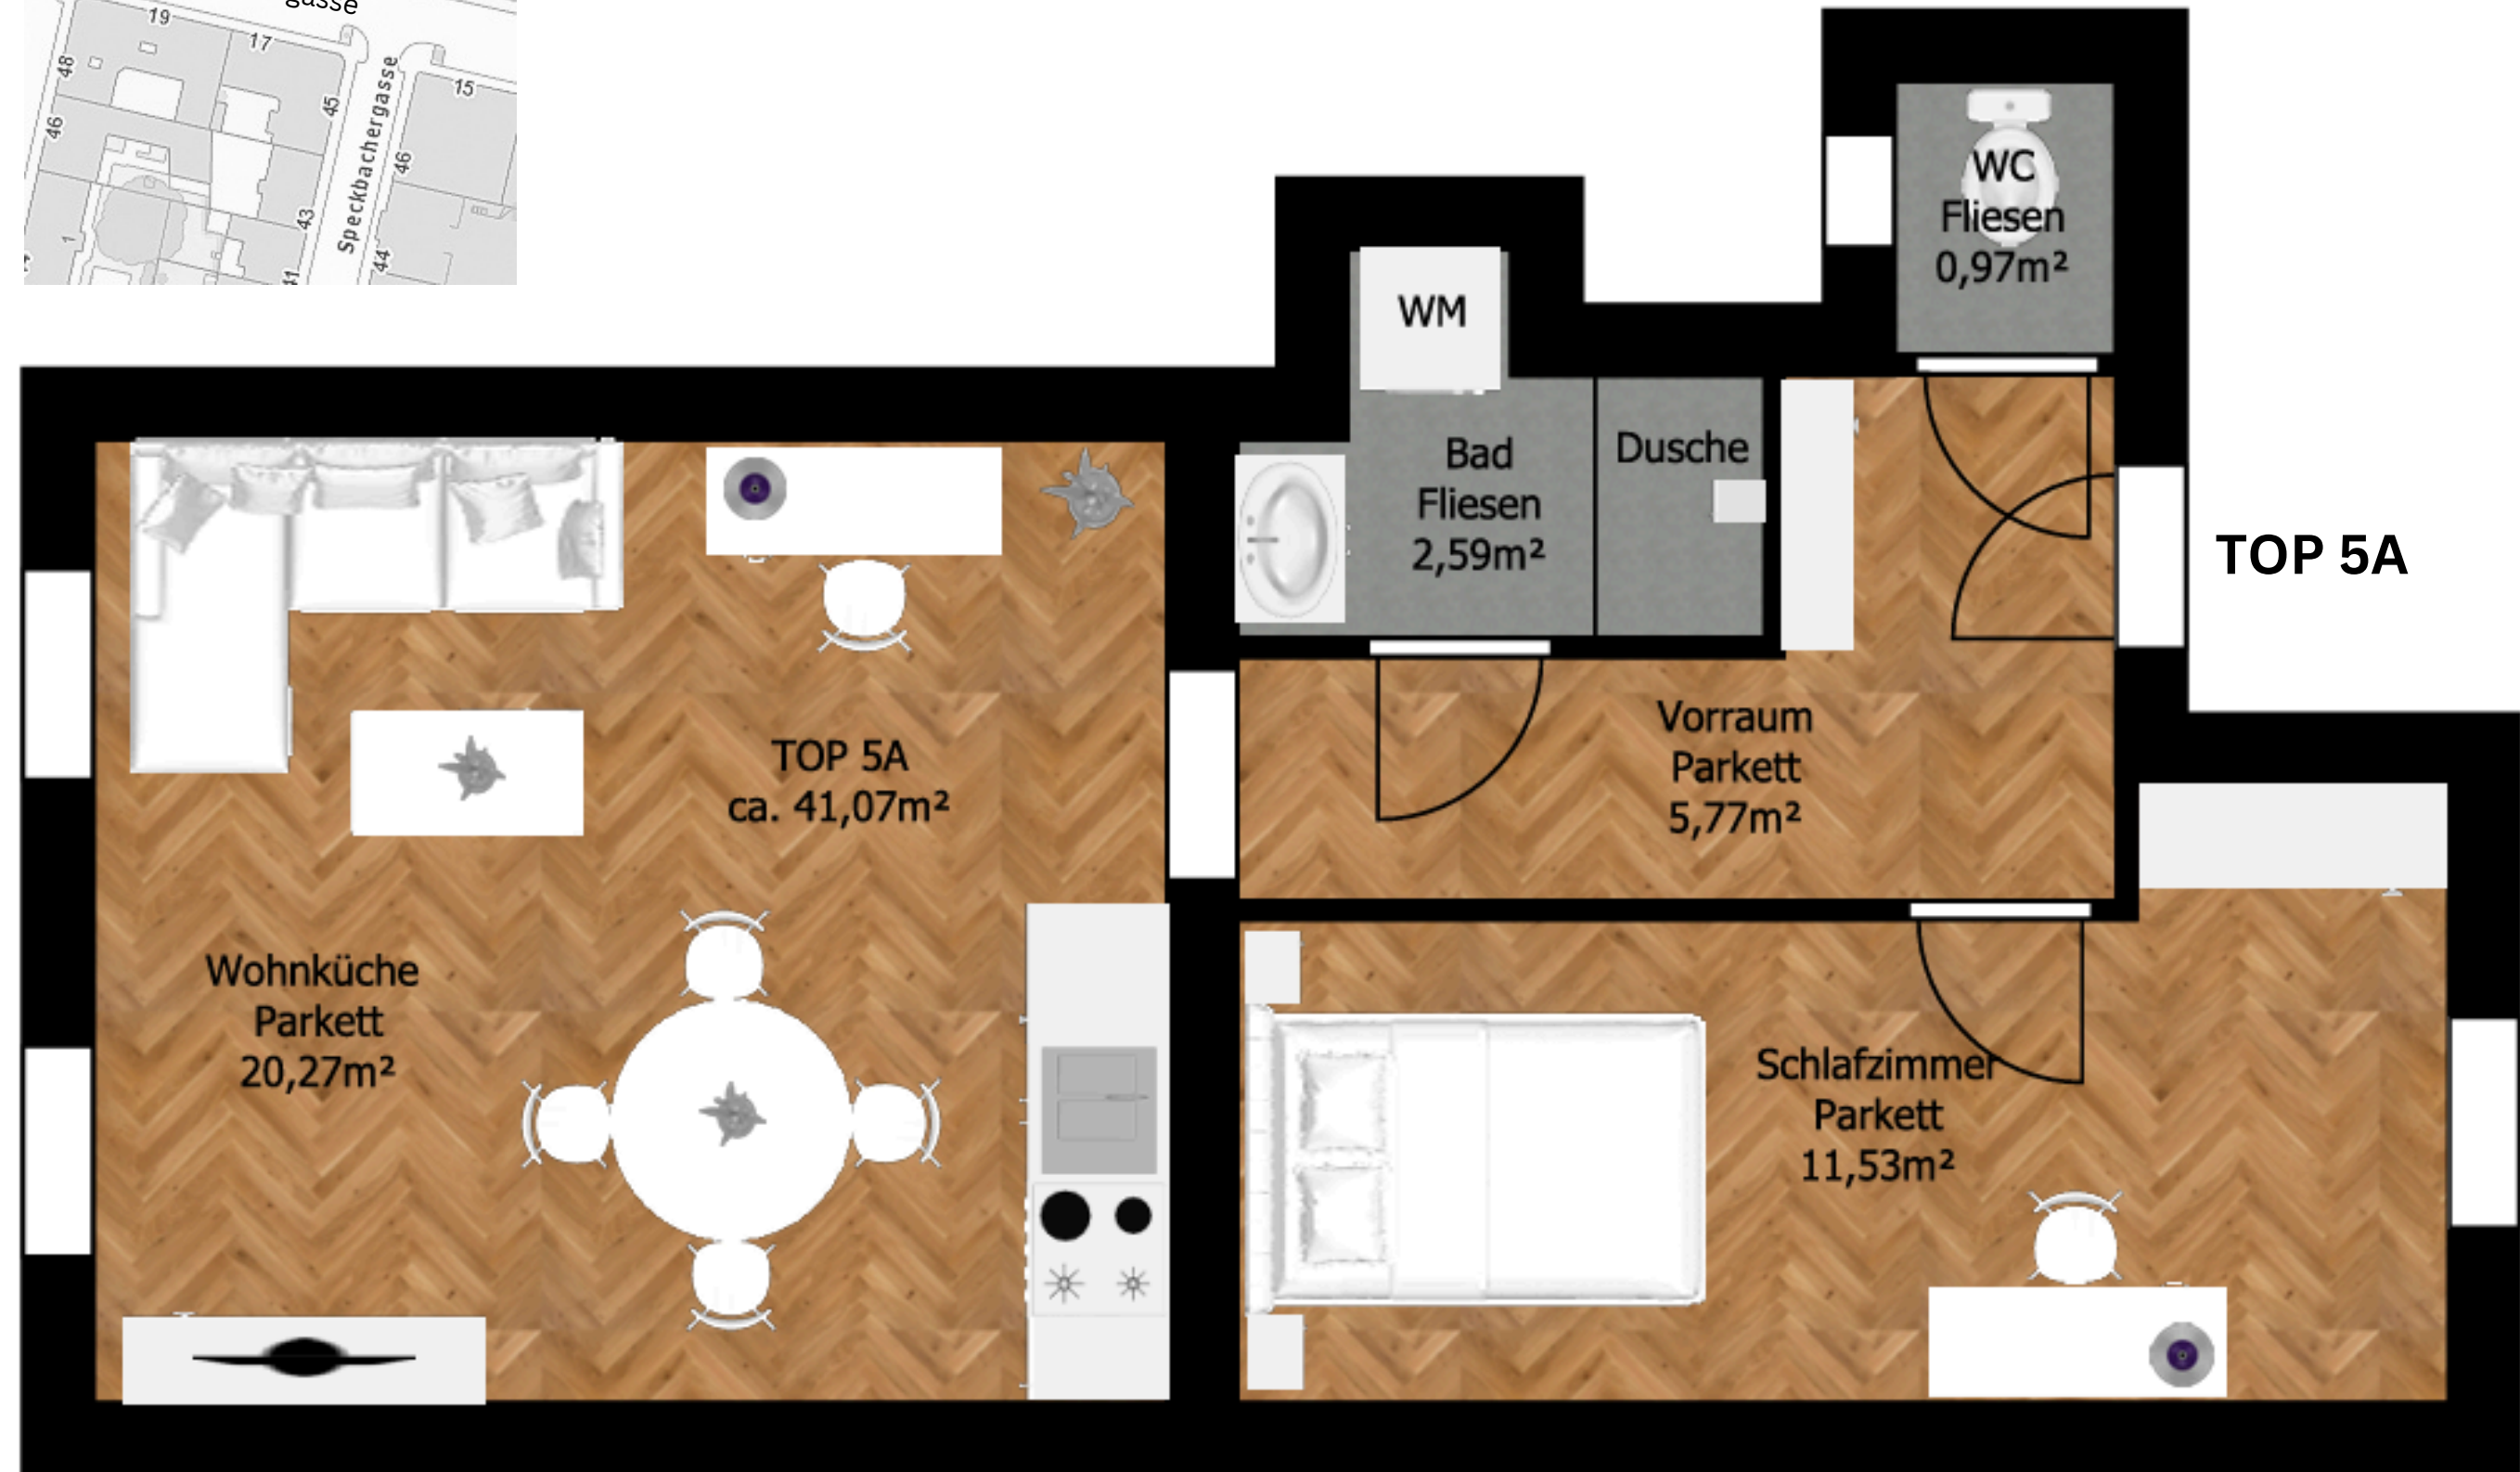 gasse
19
17
48
15
45
46
Speckbachergasse
46
43
1
44
41
WC
Fliesen
0,97m²
WM
Bad
Fliesen
2,59m²
Dusche
TOP 5A
Vorraum
Parkett
5,77m²
TOP 5A
ca. 41,07m²
Wohnküche
Parkett
20,27m²
Schlafzimmer
Parkett
11,53m²